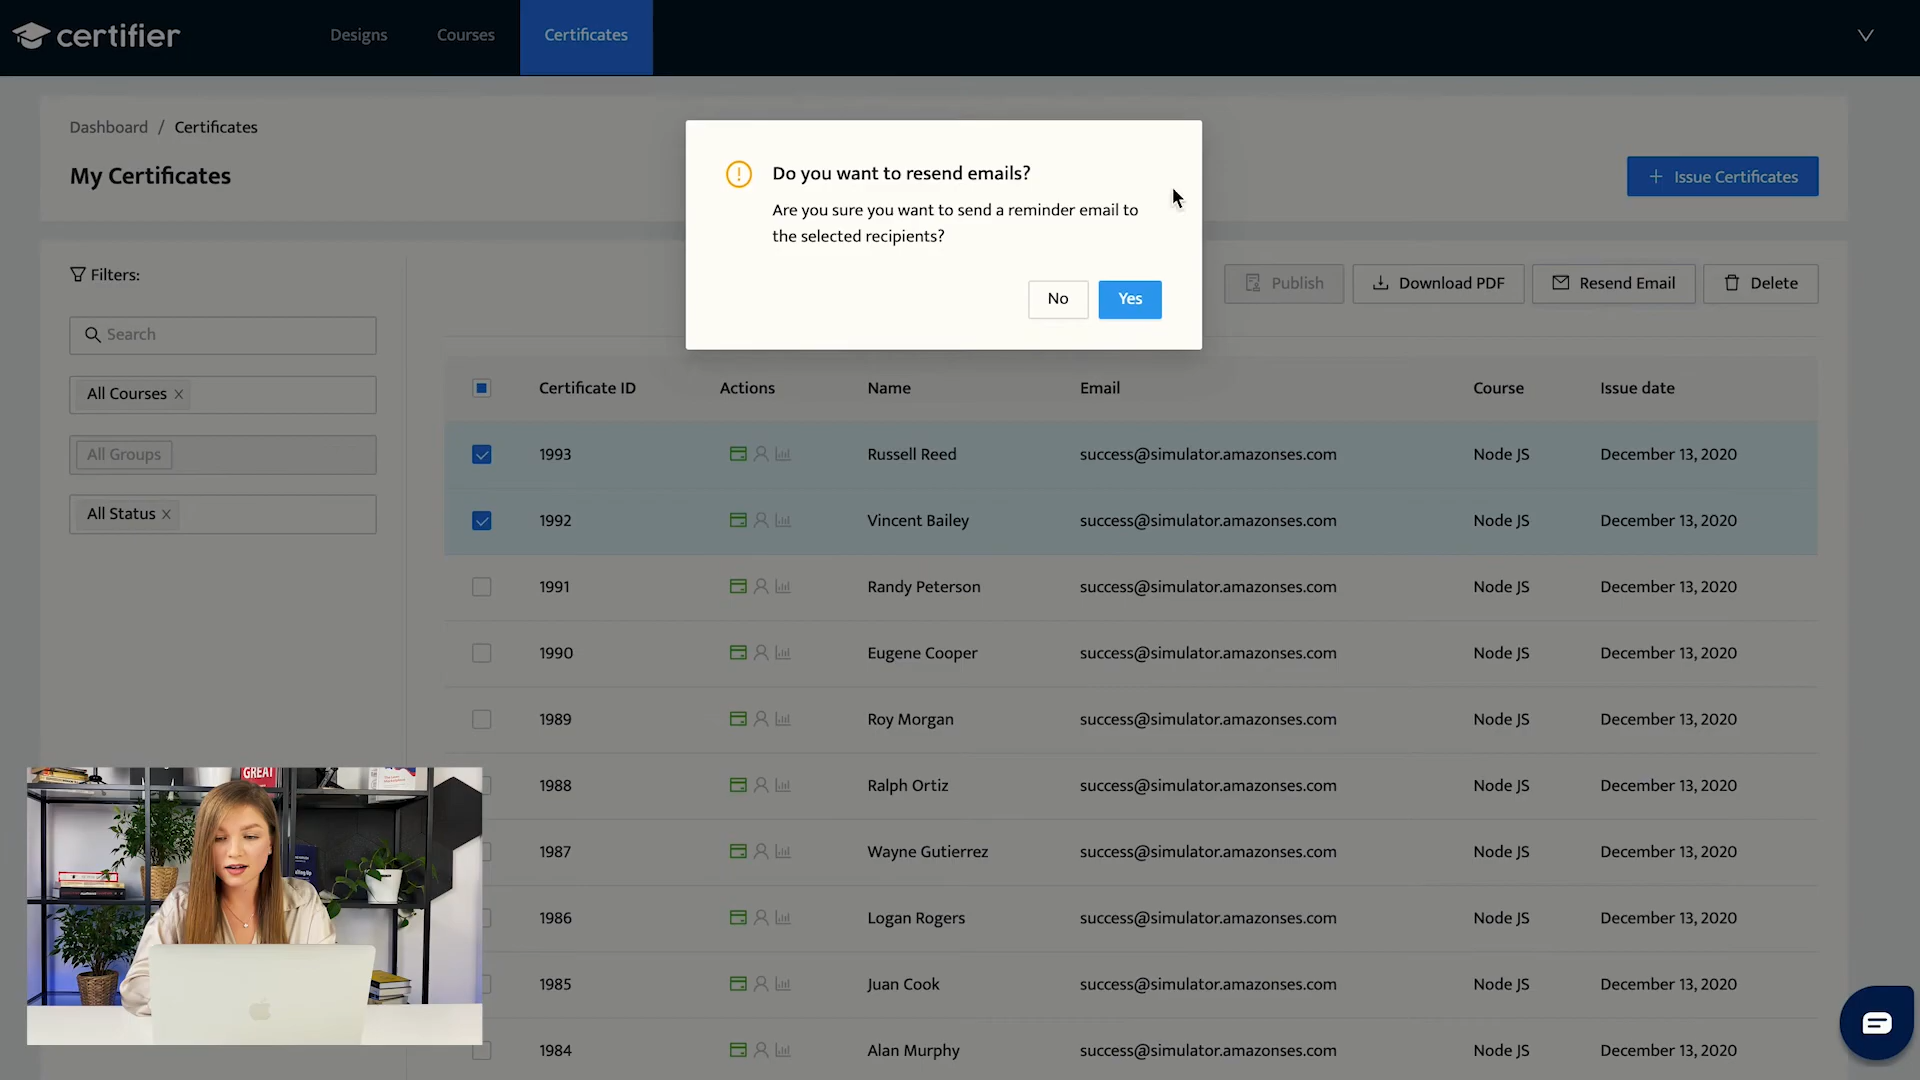 certifier
Designs
Courses
Certificates
Dashboard / Certificates
My Certificates
+ Issue Certificates
Do you want to resend emails?
Are you sure you want to send a reminder email to
the selected recipients?
No
Yes
Filters:
Search
All Courses ×
All Groups
All Status ×
Publish
Download PDF
Resend Email
Delete
Certificate ID Actions Name Email Course Issue date
1993 Russell Reed success@simulator.amazonses.com Node JS December 13, 2020
1992 Vincent Bailey success@simulator.amazonses.com Node JS December 13, 2020
1991 Randy Peterson success@simulator.amazonses.com Node JS December 13, 2020
1990 Eugene Cooper success@simulator.amazonses.com Node JS December 13, 2020
1989 Roy Morgan success@simulator.amazonses.com Node JS December 13, 2020
1988 Ralph Ortiz success@simulator.amazonses.com Node JS December 13, 2020
1987 Wayne Gutierrez success@simulator.amazonses.com Node JS December 13, 2020
1986 Logan Rogers success@simulator.amazonses.com Node JS December 13, 2020
1985 Juan Cook success@simulator.amazonses.com Node JS December 13, 2020
1984 Alan Murphy success@simulator.amazonses.com Node JS December 13, 2020
GREAT